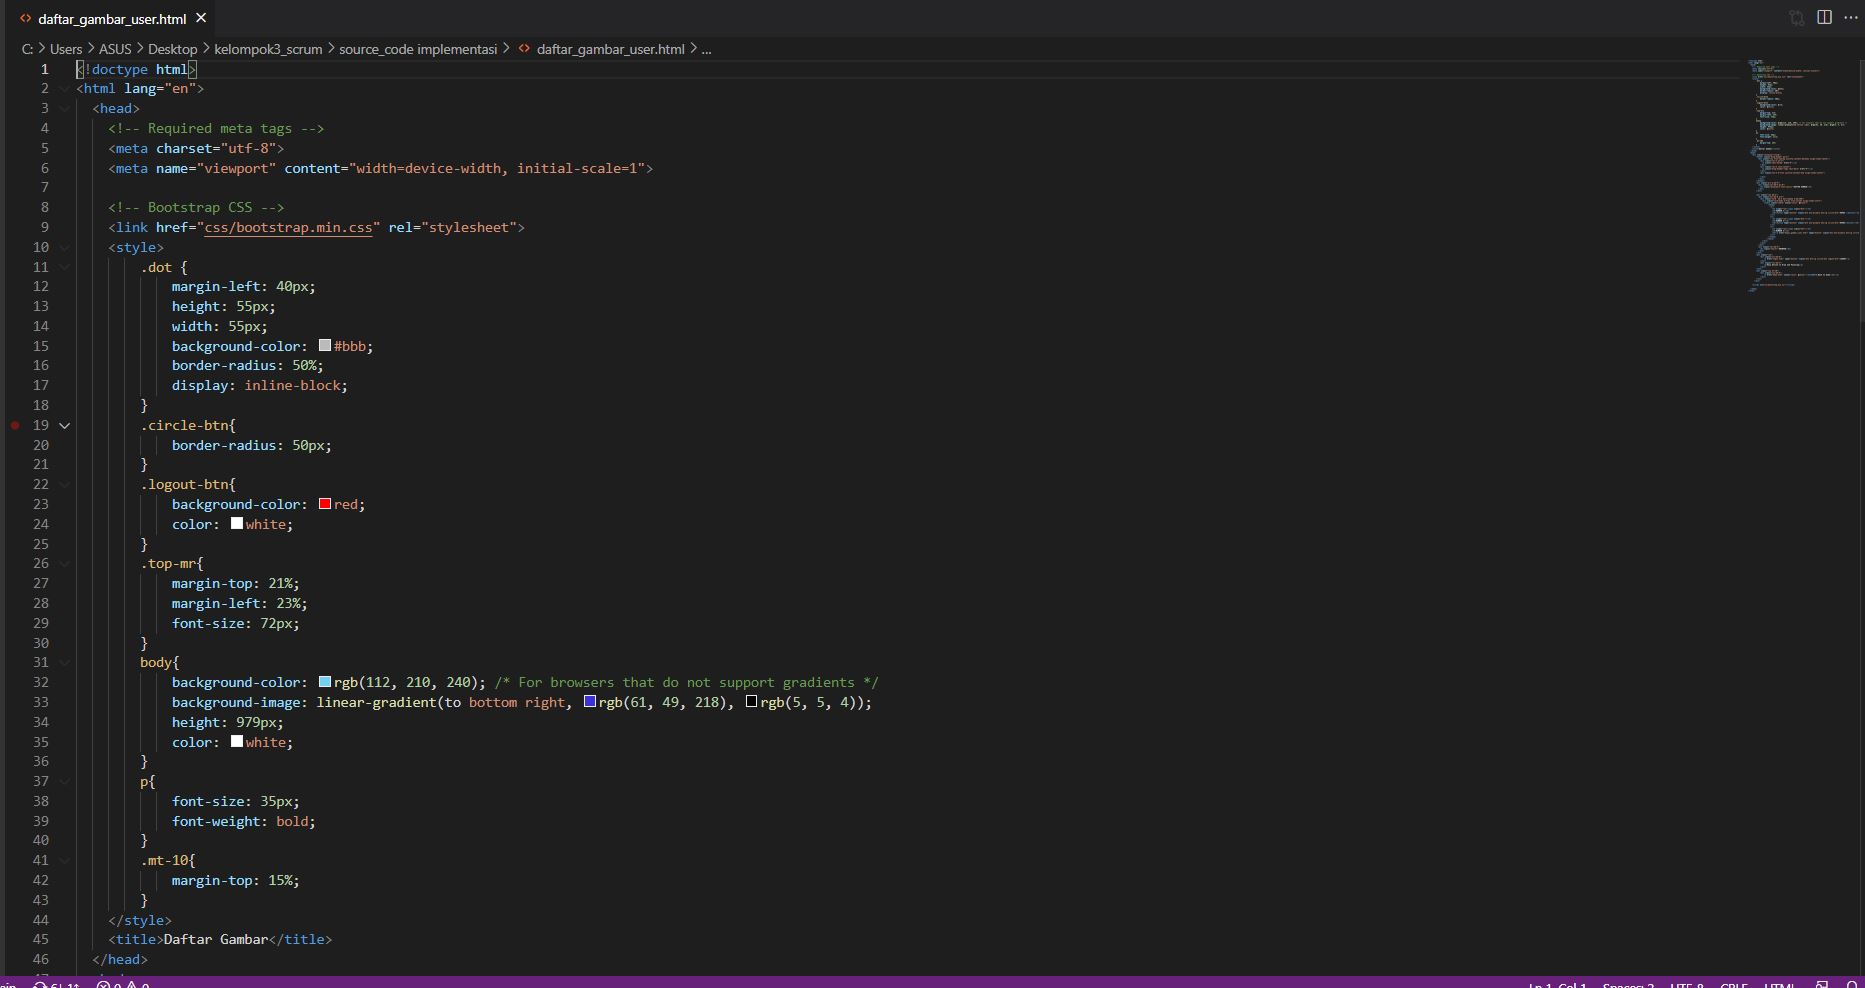 daftar_gambar_user.html
C: > Users > ASUS > Desktop > kelompok3_scrum > source_code implementasi > daftar_gambar_user.html > ...
1 <!doctype html>
2 <html lang="en">
3 <head>
4 <!-- Required meta tags -->
5 <meta charset="utf-8">
6 <meta name="viewport" content="width=device-width, initial-scale=1">
7
8 <!-- Bootstrap CSS -->
9 <link href="css/bootstrap.min.css" rel="stylesheet">
10 <style>
11 .dot {
12 margin-left: 40px;
13 height: 55px;
14 width: 55px;
15 background-color: #bbb;
16 border-radius: 50%;
17 display: inline-block;
18 }
19 .circle-btn{
20 border-radius: 50px;
21 }
22 .logout-btn{
23 background-color: red;
24 color: white;
25 }
26 .top-mr{
27 margin-top: 21%;
28 margin-left: 23%;
29 font-size: 72px;
30 }
31 body{
32 background-color: rgb(112, 210, 240); /* For browsers that do not support gradients */
33 background-image: linear-gradient(to bottom right, rgb(61, 49, 218), rgb(5, 5, 4));
34 height: 979px;
35 color: white;
36 }
37 p{
38 font-size: 35px;
39 font-weight: bold;
40 }
41 .mt-10{
42 margin-top: 15%;
43 }
44 </style>
45 <title>Daftar Gambar</title>
46 </head>
Ln 1, Col 1 UTF-8 CRLF HTML